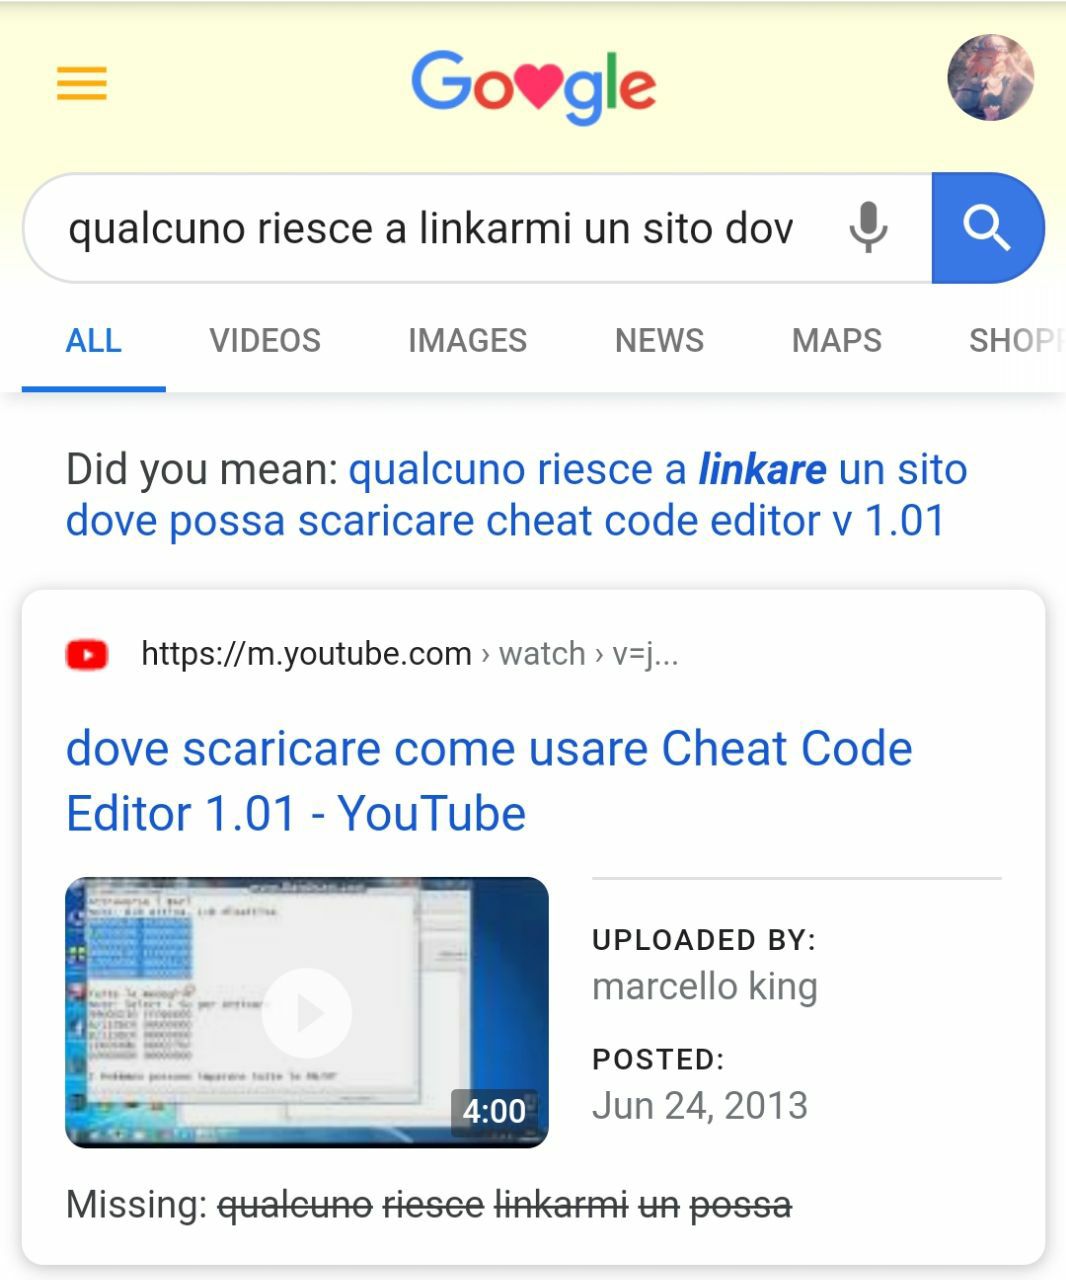 Google
qualcuno riesce a linkarmi un sito dov
ALL VIDEOS IMAGES NEWS MAPS SHOPP
Did you mean: qualcuno riesce a linkare un sito
dove possa scaricare cheat code editor v 1.01
https://m.youtube.com › watch › v=j...
dove scaricare come usare Cheat Code
Editor 1.01 - YouTube
UPLOADED BY:
marcello king
POSTED:
Jun 24, 2013
4:00
Missing: qualcuno riesce linkarmi un possa